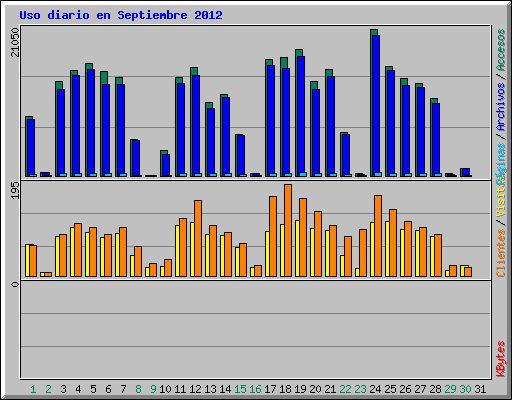 Uso diario en Septiembre 2012
21050
195
0
Clientes / Visitas
Páginas / Archivos / Accesos
KBytes
1 2 3 4 5 6 7 8 9 10 11 12 13 14 15 16 17 18 19 20 21 22 23 24 25 26 27 28 29 30 31